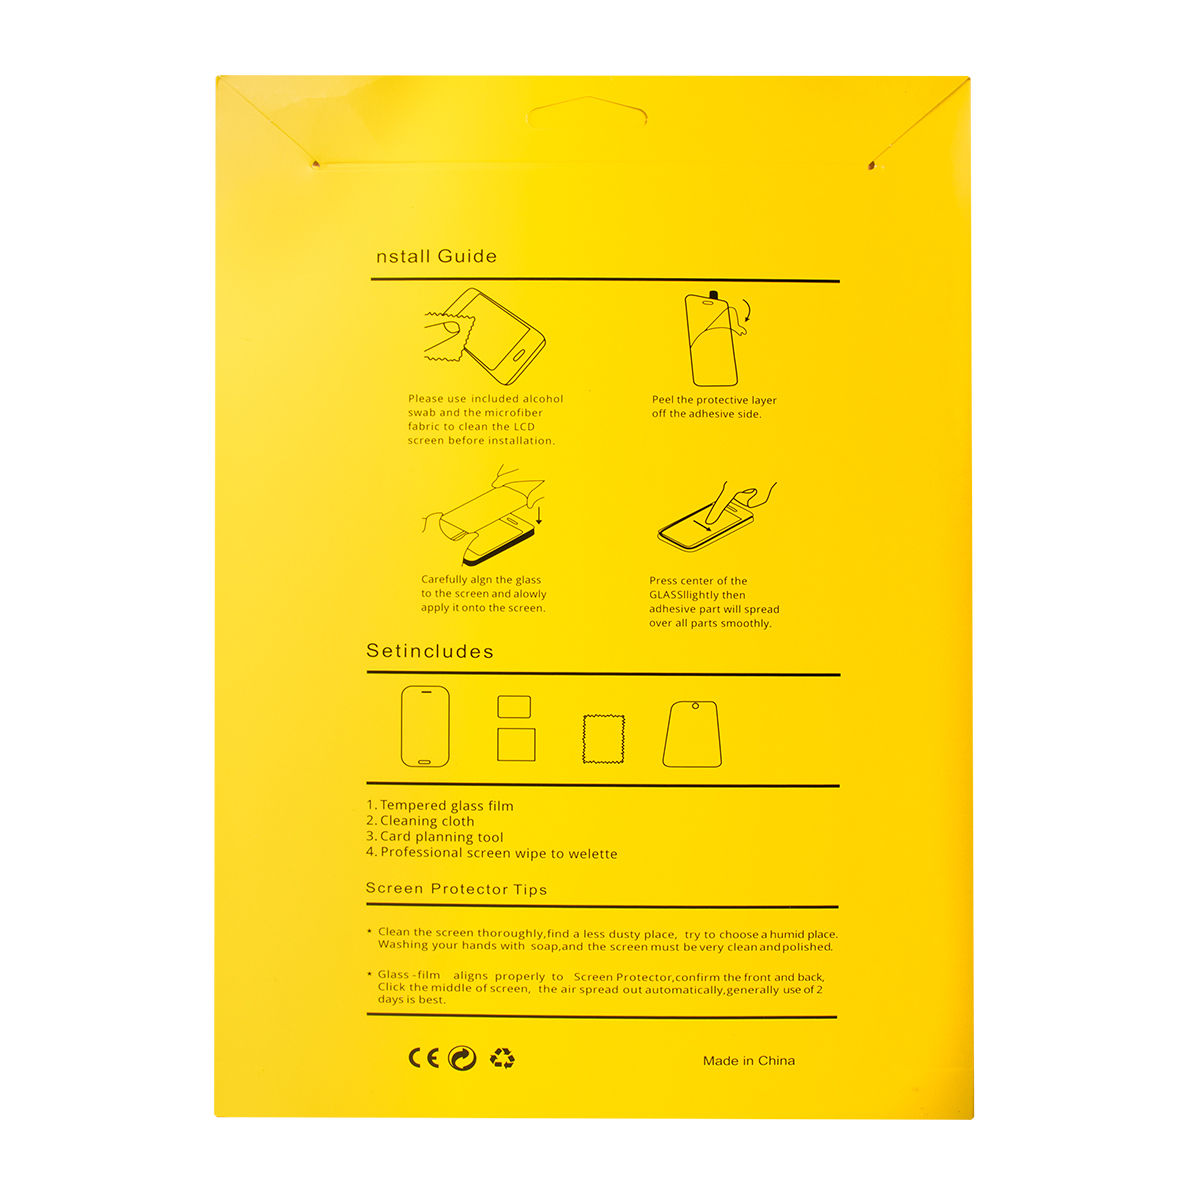 nstall Guide
Please use included alcohol
swab and the microfiber
fabric to clean the LCD
screen before installation.
Peel the protective layer
off the adhesive side.
Carefully algn the glass
to the screen and alowly
apply it onto the screen.
Press center of the
GLASSllightly then
adhesive part will spread
over all parts smoothly.
Setincludes
1. Tempered glass film
2. Cleaning cloth
3. Card planning tool
4. Professional screen wipe to welette
Screen Protector Tips
* Clean the screen thoroughly,find a less dusty place, try to choose a humid place.
Washing your hands with soap,and the screen must be very clean and polished.
* Glass -film aligns properly to Screen Protector,confirm the front and back,
Click the middle of screen, the air spread out automatically,generally use of 2
days is best.
CE
Made in China